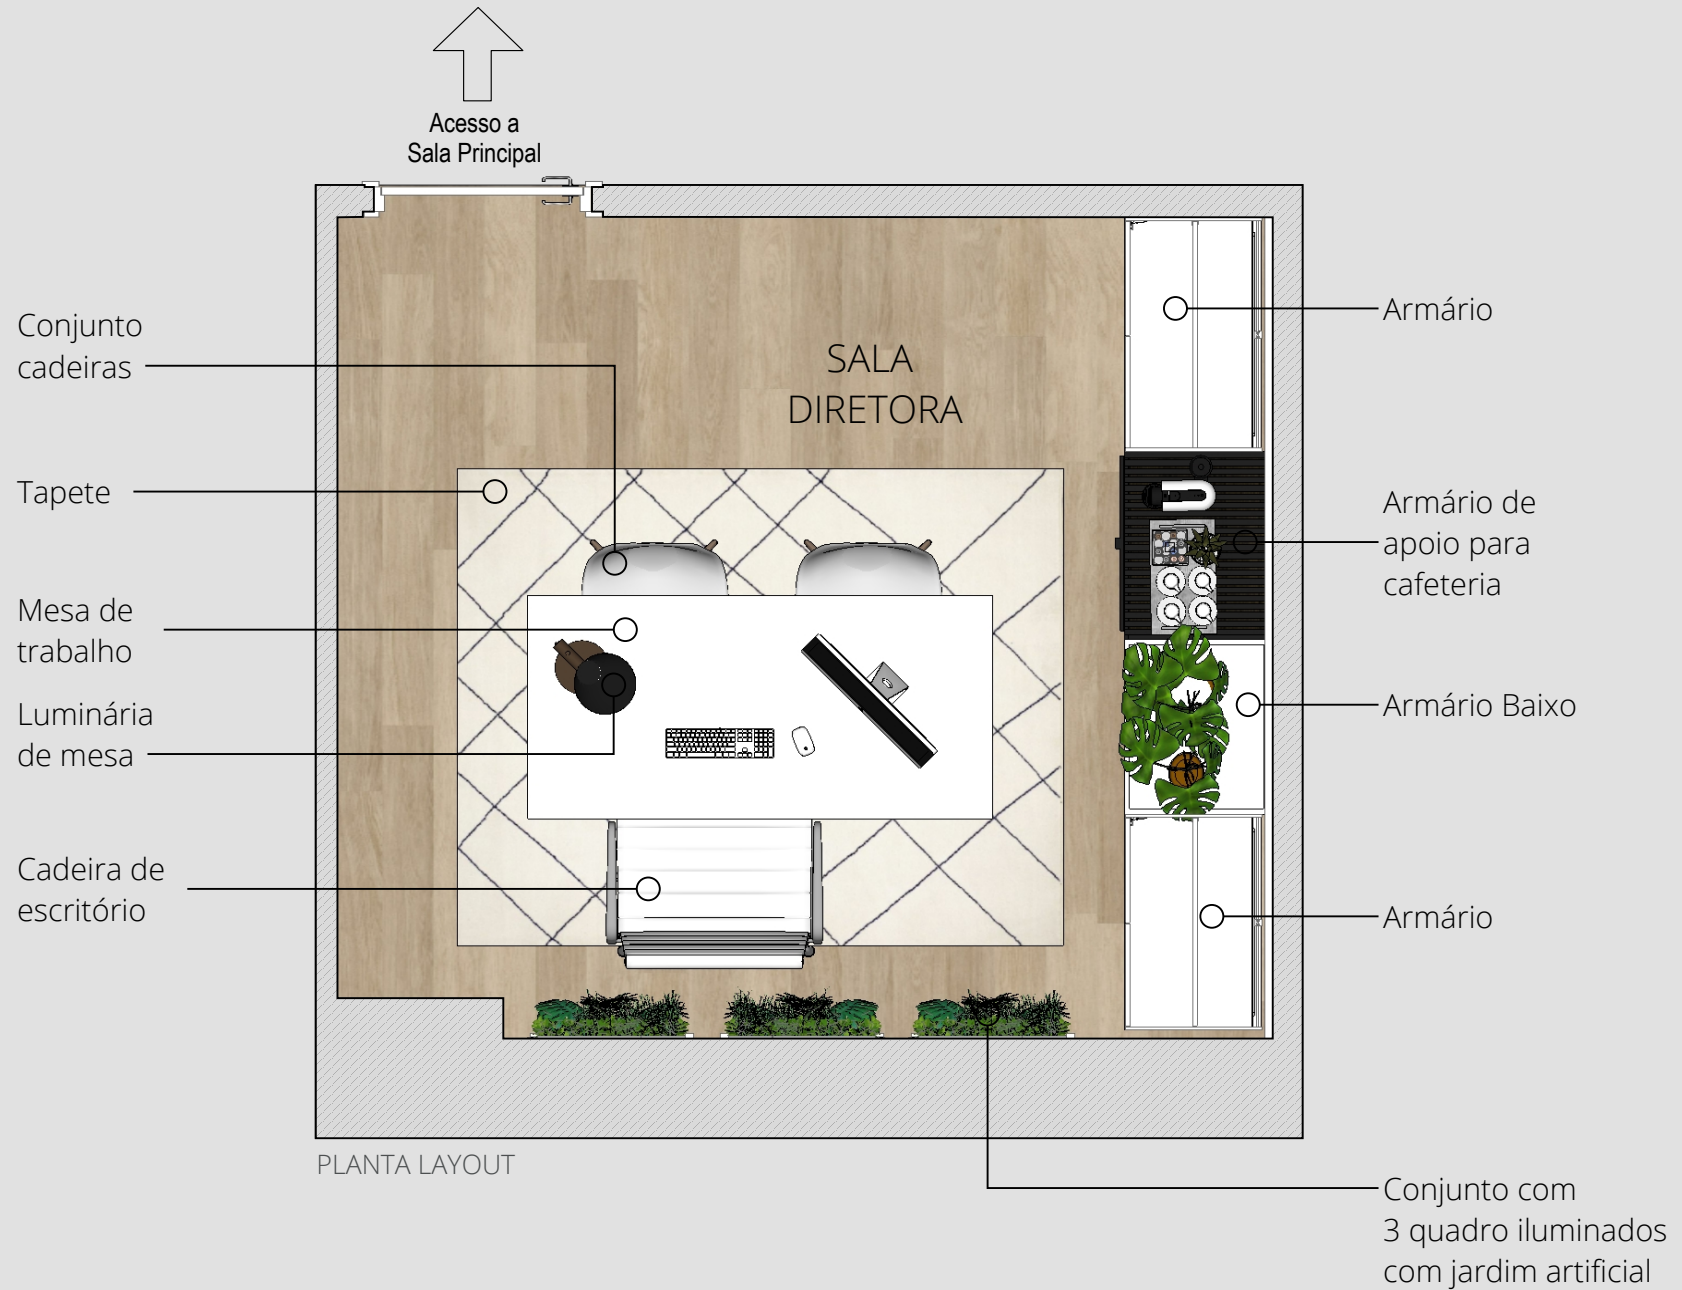 Acesso a
Sala Principal
Conjunto
cadeiras
Tapete
Mesa de
trabalho
Luminária
de mesa
Cadeira de
escritório
SALA
DIRETORA
Armário
Armário de
apoio para
cafeteria
Armário Baixo
Armário
PLANTA LAYOUT
Conjunto com
3 quadro iluminados
com jardim artificial